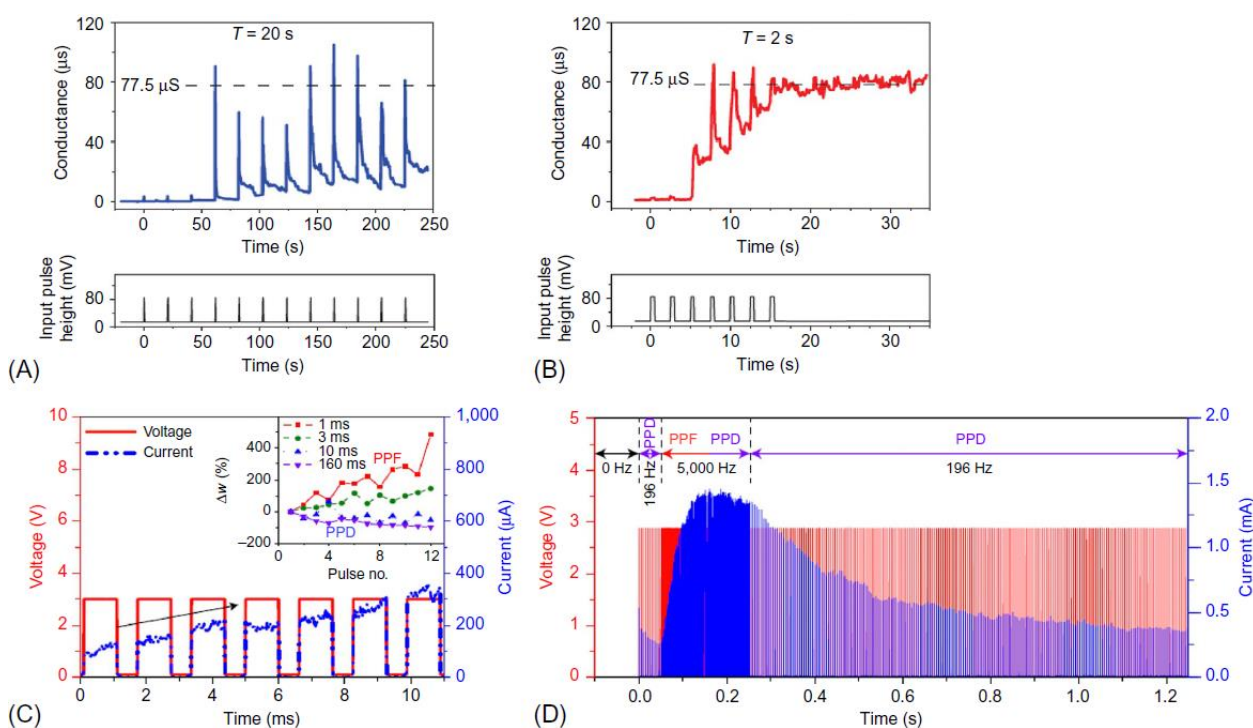 120
80
40
0
Conductance (μs)
T = 20 s
77.5 μS
0
50
100
150
200
250
Time (s)
80
0
Input pulse
height (mV)
0
50
100
150
200
250
Time (s)
(A)
120
80
40
0
Conductance (μs)
T = 2 s
77.5 μS
0
10
20
30
Time (s)
80
0
Input pulse
height (mV)
0
10
20
30
Time (s)
(B)
10
8
6
4
2
0
Voltage (V)
Voltage
Current
1,000
800
600
400
300
200
0
Current (μA)
400
200
0
−100
Δw (%)
1 ms
3 ms
10 ms
160 ms
PPF
PPD
0
4
8
12
Pulse no.
0
2
4
6
8
10
Time (ms)
(C)
5
4
3
2
1
0
Voltage (V)
0 Hz
PPD
196 Hz
PPF
PPD
5,000 Hz
PPD
196 Hz
2.0
1.5
1.0
0.5
0.0
Current (mA)
0.0
0.2
0.4
0.6
0.8
1.0
1.2
Time (s)
(D)